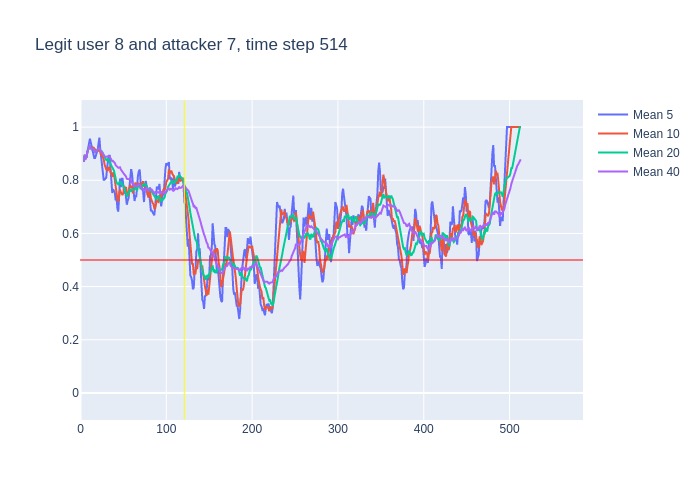 Legit user 8 and attacker 7, time step 514
Mean 5
Mean 10
Mean 20
Mean 40
1
0.8
0.6
0.4
0.2
0
0 100 200 300 400 500